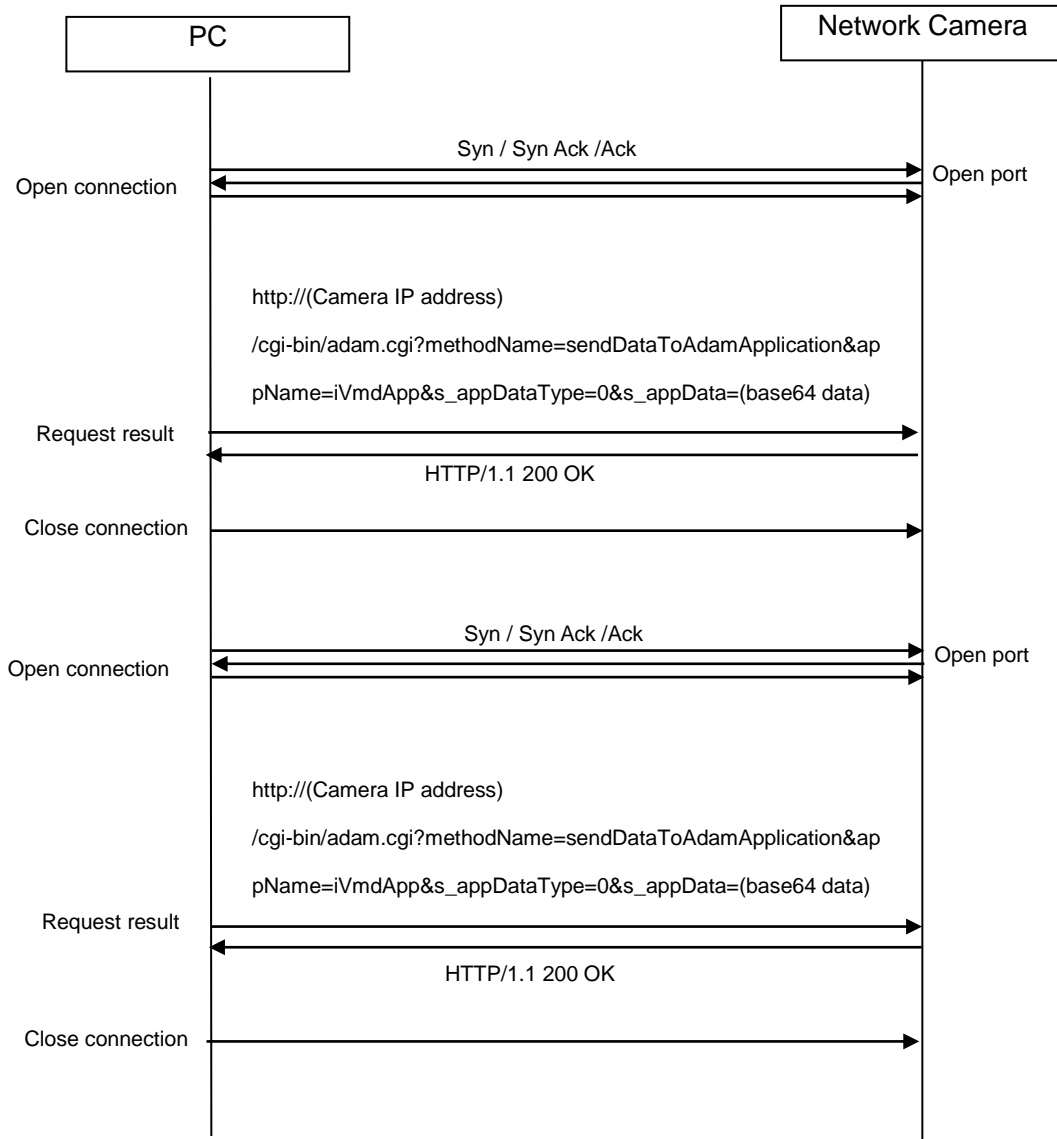 PC
Network Camera
Syn / Syn Ack /Ack
Open connection
Open port
http://(Camera IP address)
/cgi-bin/adam.cgi?methodName=sendDataToAdamApplication&ap
pName=iVmdApp&s_appDataType=0&s_appData=(base64 data)
Request result
HTTP/1.1 200 OK
Close connection
Syn / Syn Ack /Ack
Open connection
Open port
http://(Camera IP address)
/cgi-bin/adam.cgi?methodName=sendDataToAdamApplication&ap
pName=iVmdApp&s_appDataType=0&s_appData=(base64 data)
Request result
HTTP/1.1 200 OK
Close connection